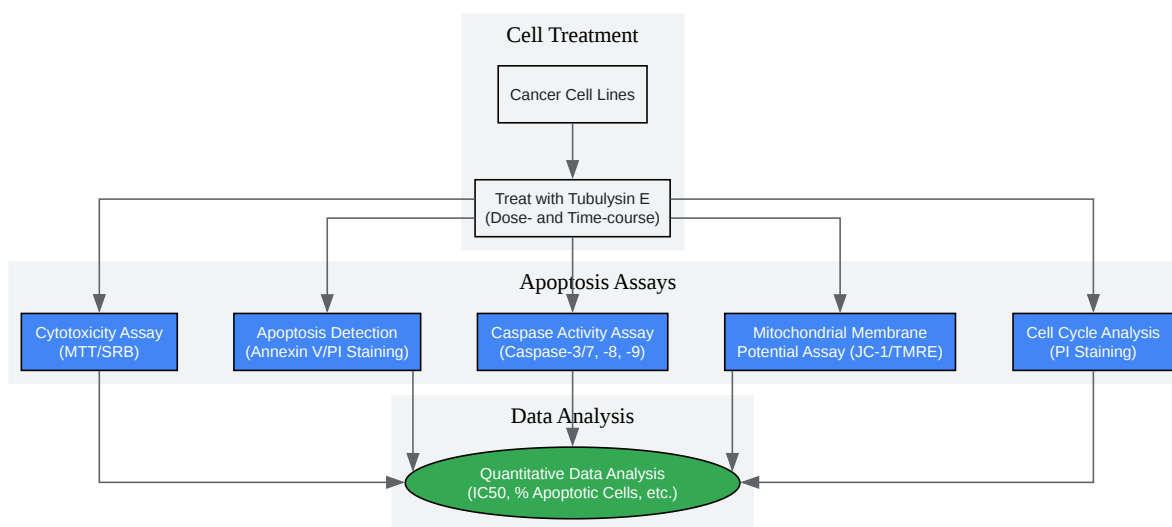 Cell Treatment
Cancer Cell Lines
Treat with Tubulysin E
(Dose- and Time-course)
Apoptosis Assays
Cytotoxicity Assay
(MTT/SRB)
Apoptosis Detection
(Annexin V/PI Staining)
Caspase Activity Assay
(Caspase-3/7, -8, -9)
Mitochondrial Membrane
Potential Assay (JC-1/TMRE)
Cell Cycle Analysis
(PI Staining)
Data Analysis
Quantitative Data Analysis
(IC50, % Apoptotic Cells, etc.)